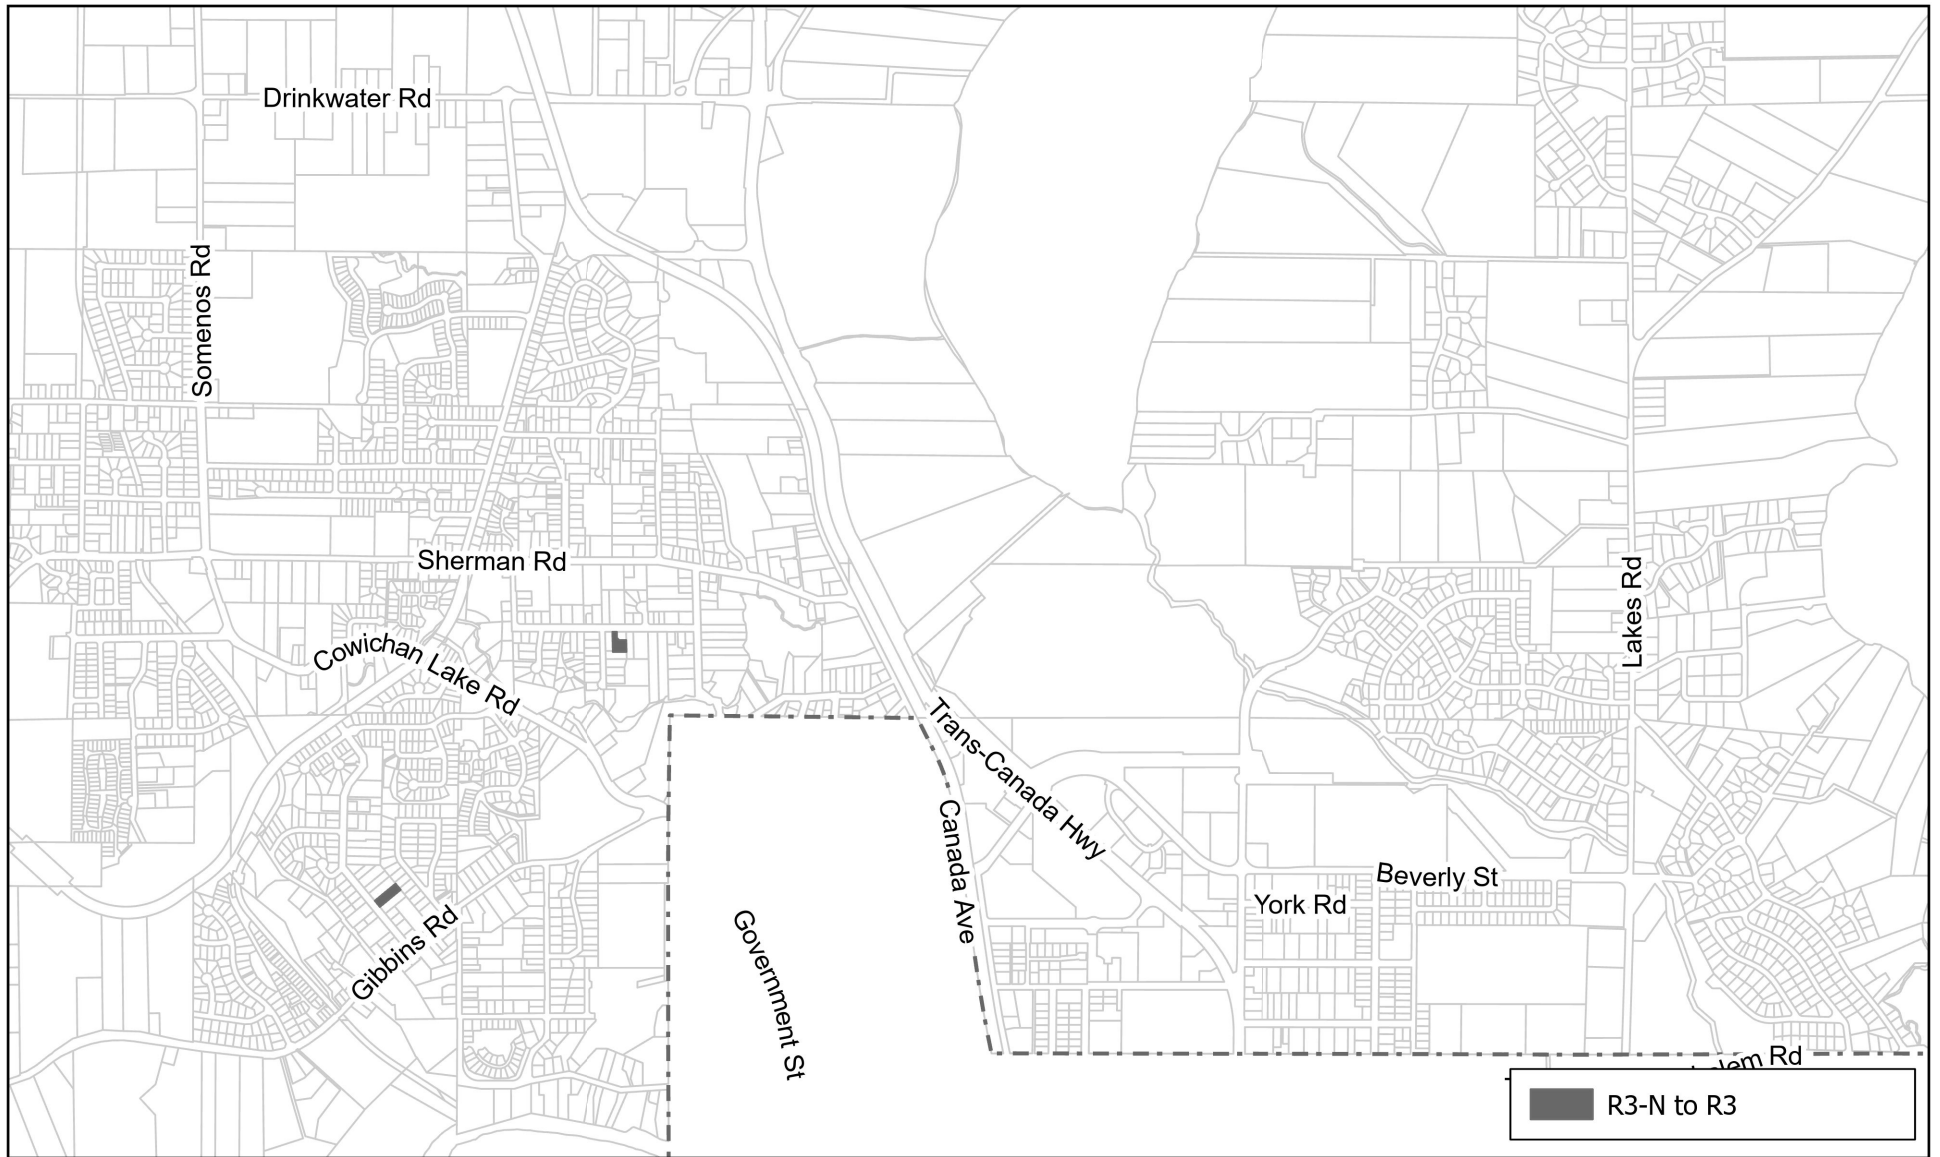 Drinkwater Rd
Somenos Rd
Sherman Rd
Lakes Rd
Cowichan Lake Rd
Trans-Canada Hwy
Canada Ave
Beverly St
York Rd
Gibbins Rd
Government St
Rd
R3-N to R3